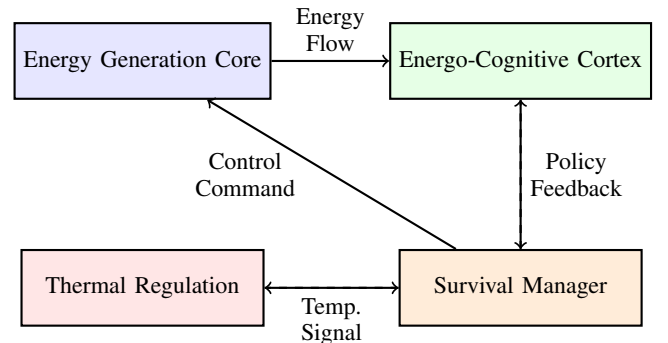 Energy
Flow
Energy Generation Core
Energo-Cognitive Cortex
Control
Command
Policy
Feedback
Thermal Regulation
Survival Manager
Temp.
Signal